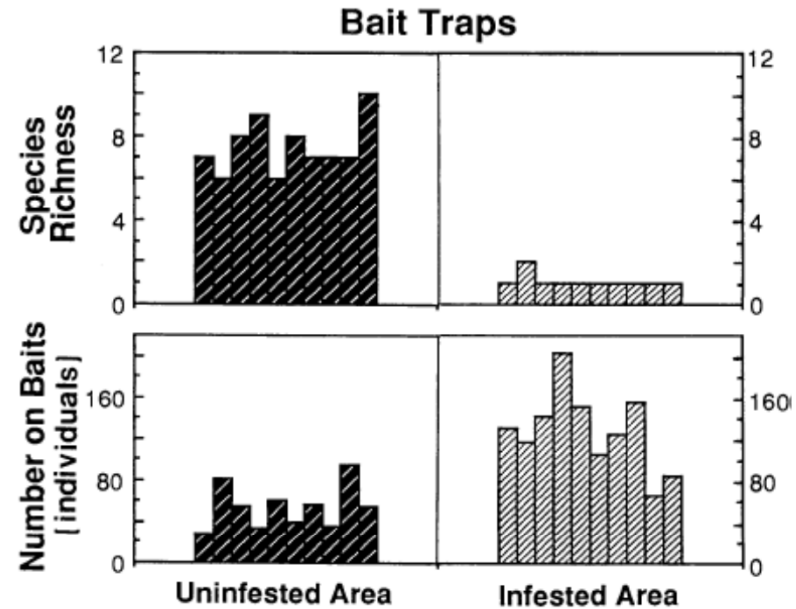 Bait Traps
12
12
Species
Richness
8
8
4
4
0
0
Number on Baits
[individuals]
160
160
80
80
0
0
Uninfested Area
Infested Area